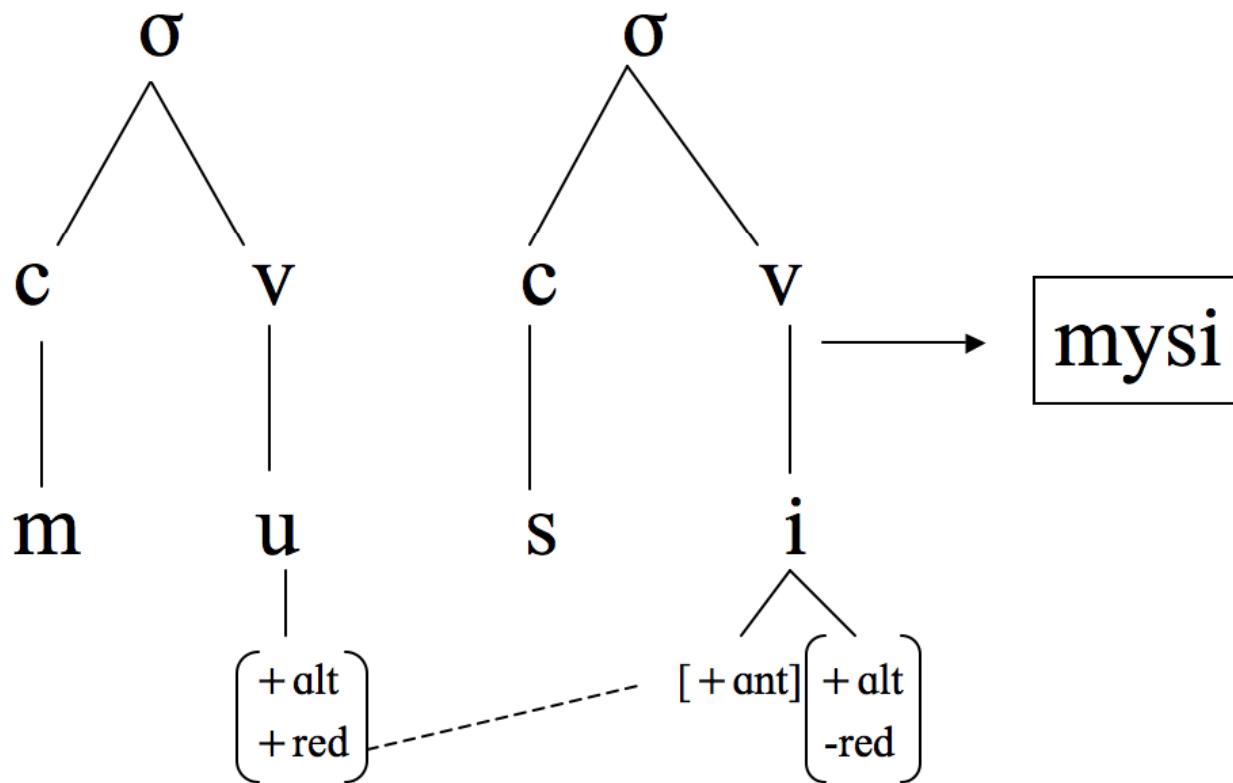 σ σ
c v c v
mysi
m u s i
+alt [+ant] +alt
+red -red